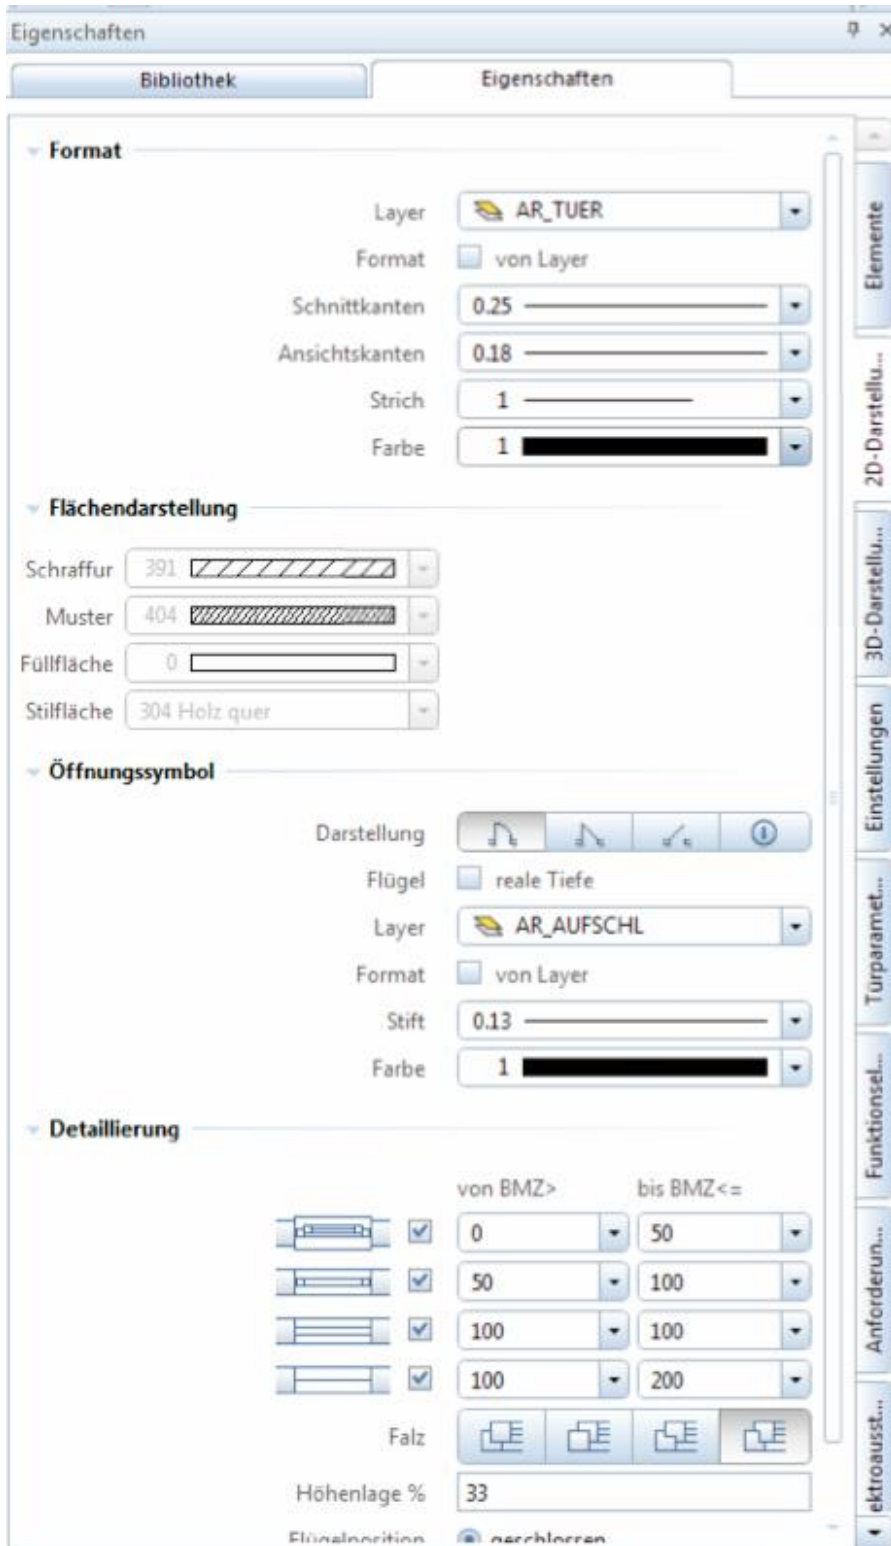 Eigenschaften
Bibliothek Eigenschaften
Format
Layer AR_TUER
Format von Layer
Schnittkanten 0.25
Ansichtskanten 0.18
Strich 1
Farbe 1
Flächendarstellung
Schraffur 391
Muster 404
Füllfläche 0
Stilfläche 304 Holz quer
Öffnungssymbol
Darstellung
Flügel reale Tiefe
Layer AR_AUFSCHL
Format von Layer
Stift 0.13
Farbe 1
Detaillierung
von BMZ> bis BMZ<=
0 50
50 100
100 100
100 200
Falz
Höhenlage % 33
Flügelposition geschlossen
Elemente
2D-Darstellu...
3D-Darstellu...
Einstellungen
Türparamet...
Funktionsel...
Anforderun...
ektroausst...